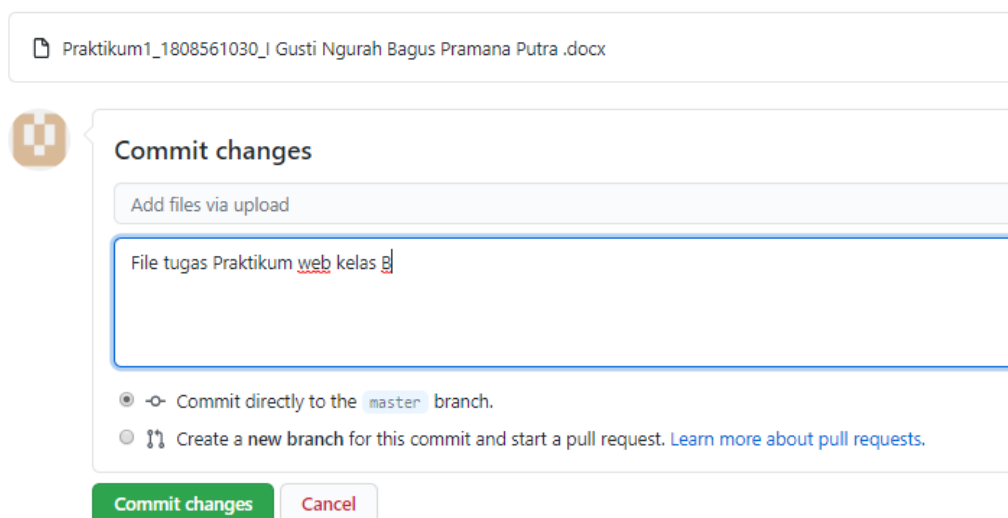 Praktikum1_1808561030_I Gusti Ngurah Bagus Pramana Putra .docx
Commit changes
Add files via upload
File tugas Praktikum web kelas B
Commit directly to the master branch.
Create a new branch for this commit and start a pull request. Learn more about pull requests.
Commit changes Cancel